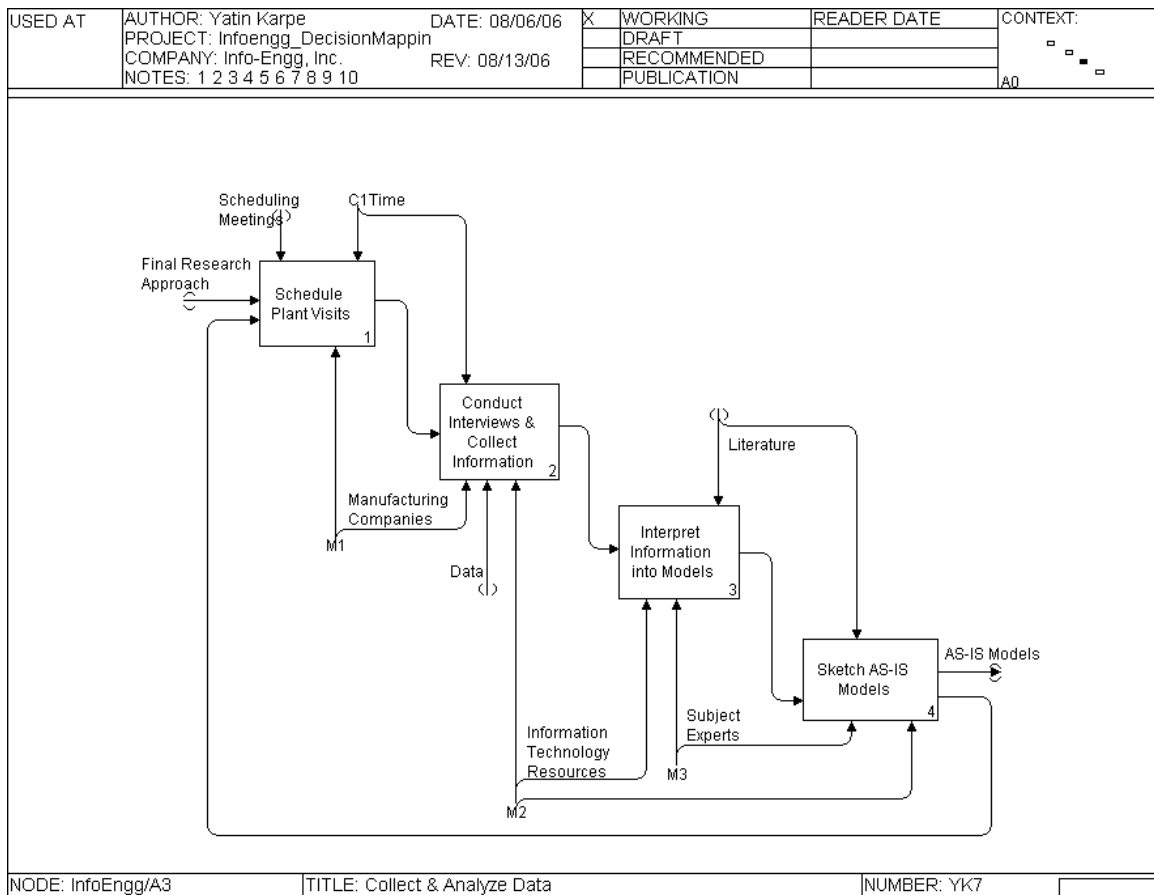 USED AT
AUTHOR: Yatin Karpe
DATE: 08/06/06
X
WORKING
READER DATE
CONTEXT:
PROJECT: Infoengg_DecisionMappin
DRAFT
COMPANY: Info-Engg, Inc.
REV: 08/13/06
RECOMMENDED
NOTES: 1 2 3 4 5 6 7 8 9 10
PUBLICATION
A0
Scheduling
Meetings
C1Time
Final Research
Approach
Schedule
Plant Visits
1
Conduct
Interviews &
Collect
Information
2
Literature
Manufacturing
Companies
M1
Data
Interpret
Information
into Models
3
Sketch AS-IS
Models
4
AS-IS Models
Subject
Experts
M3
Information
Technology
Resources
M2
NODE: InfoEngg/A3
TITLE: Collect & Analyze Data
NUMBER: YK7